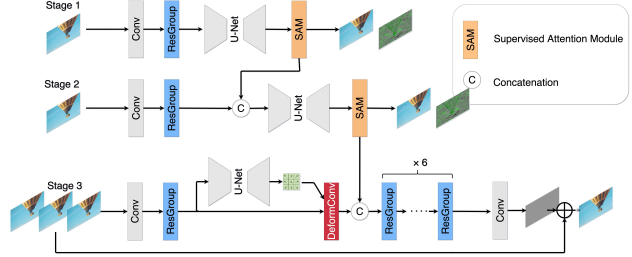 Stage 1
Conv
ResGroup
U-Net
SAM
SAM
Supervised Attention Module
C
Concatenation
Stage 2
Conv
ResGroup
C
U-Net
SAM
Stage 3
Conv
ResGroup
U-Net
DeformConv
C
× 6
ResGroup
ResGroup
Conv